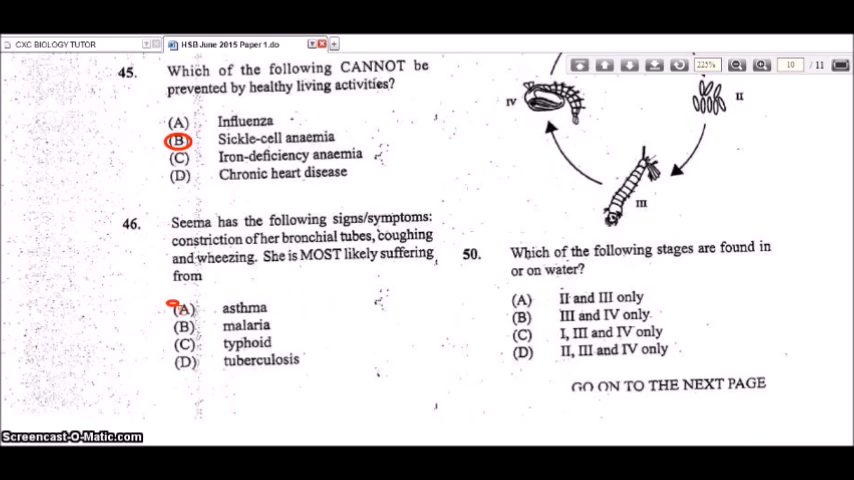 CXC BIOLOGY TUTOR
HSB June 2015 Paper 1.do
225%
10 / 11
45. Which of the following CANNOT be
prevented by healthy living activities?
(A) Influenza
(B) Sickle-cell anaemia
(C) Iron-deficiency anaemia
(D) Chronic heart disease
46. Seema has the following signs/symptoms:
constriction of her bronchial tubes, coughing
and wheezing. She is MOST likely suffering
from
(A) asthma
(B) malaria
(C) typhoid
(D) tuberculosis
IV
II
III
50. Which of the following stages are found in
or on water?
(A) II and III only
(B) III and IV only
(C) I, III and IV only
(D) II, III and IV only
GO ON TO THE NEXT PAGE
Screencast-O-Matic.com